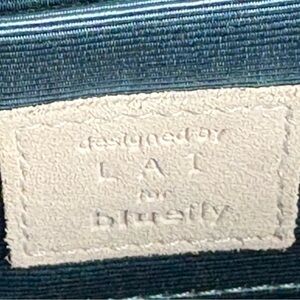 designed by
L A T
for
bluefly